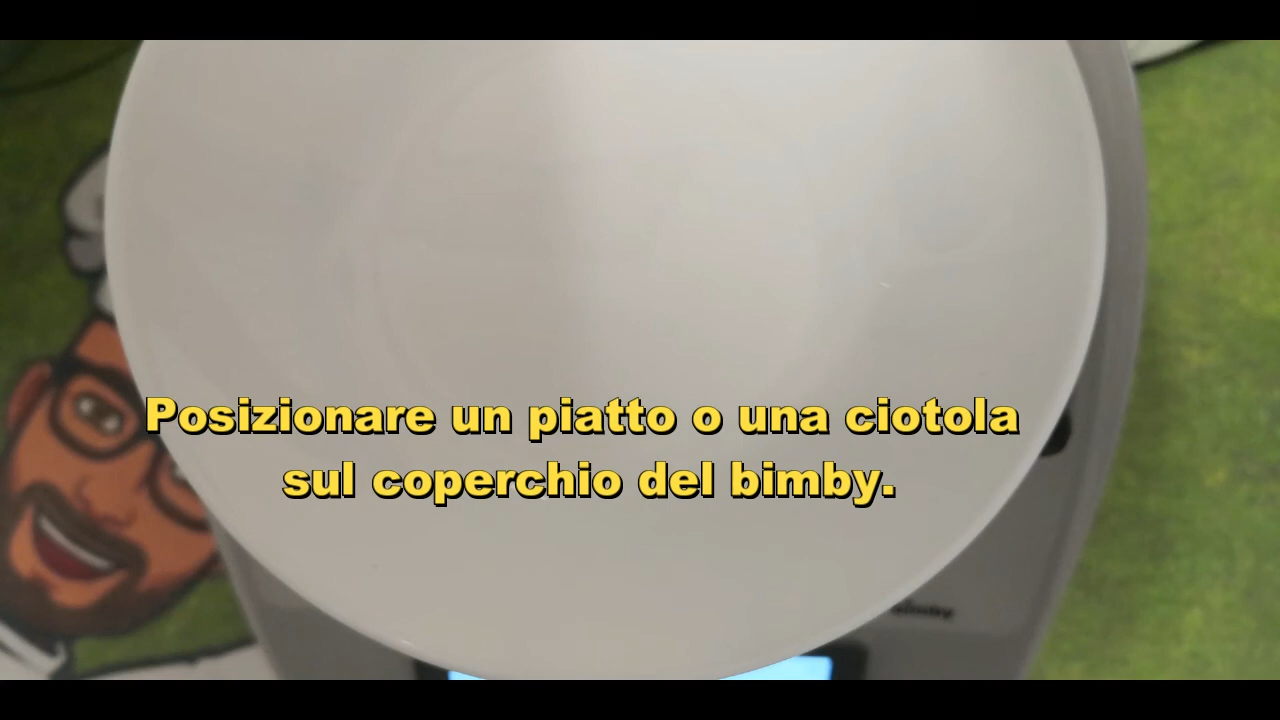 Posizionare un piatto o una ciotola
sul coperchio del bimby.